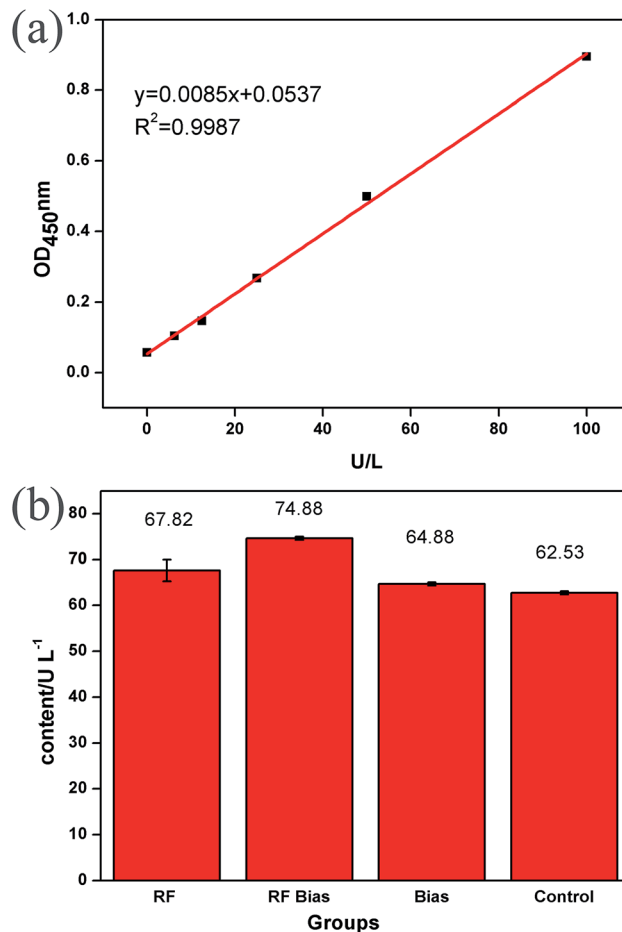 (a)
1.0
0.8
0.6
0.4
0.2
0.0
OD450nm
y=0.0085x+0.0537
R²=0.9987
0 20 40 60 80 100
U/L
(b)
80
70
60
50
40
30
20
10
0
content/U L⁻¹
67.82 74.88 64.88 62.53
RF RF Bias Bias Control
Groups